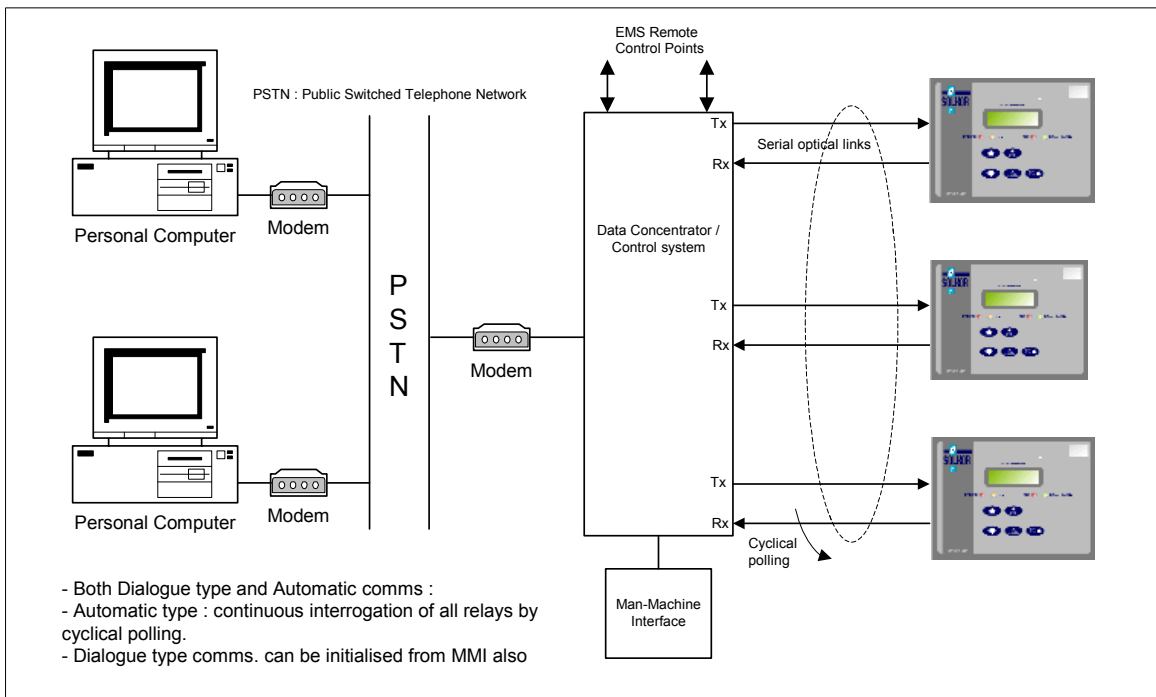 EMS Remote
Control Points
PSTN : Public Switched Telephone Network
Personal Computer
Modem
P
S
T
N
Modem
Personal Computer
Modem
Data Concentrator /
Control system
Tx
Serial optical links
Rx
Tx
Rx
Tx
Rx
Cyclical
polling
Man-Machine
Interface
SOLKOR
SOLKOR
SOLKOR
- Both Dialogue type and Automatic comms :
- Automatic type : continuous interrogation of all relays by
cyclical polling.
- Dialogue type comms. can be initialised from MMI also